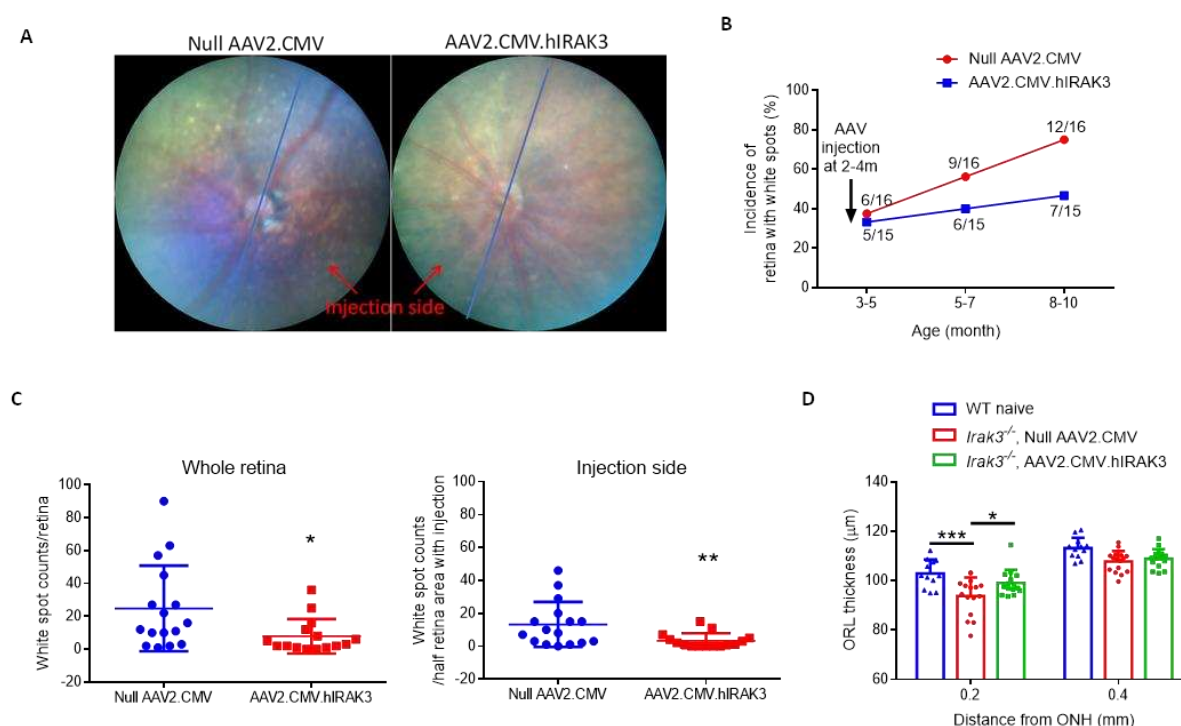 A
Null AAV2.CMV
AAV2.CMV.hIRAK3
Injection side
B
Null AAV2.CMV
AAV2.CMV.hIRAK3
Incidence of
retina with white spots (%)
100
80
60
40
20
0
AAV
injection
at 2-4m
6/16
9/16
12/16
5/15
6/15
7/15
3-5
5-7
8-10
Age (month)
C
Whole retina
White spot counts/retina
100
80
60
40
20
0
-20
*
Null AAV2.CMV
AAV2.CMV.hIRAK3
Injection side
White spot counts
/half retina area with injection
100
80
60
40
20
0
-20
**
Null AAV2.CMV
AAV2.CMV.hIRAK3
D
WT naive
Irak3-/-, Null AAV2.CMV
Irak3-/-, AAV2.CMV.hIRAK3
ORL thickness (μm)
140
120
100
80
60
***
*
0.2
0.4
Distance from ONH (mm)